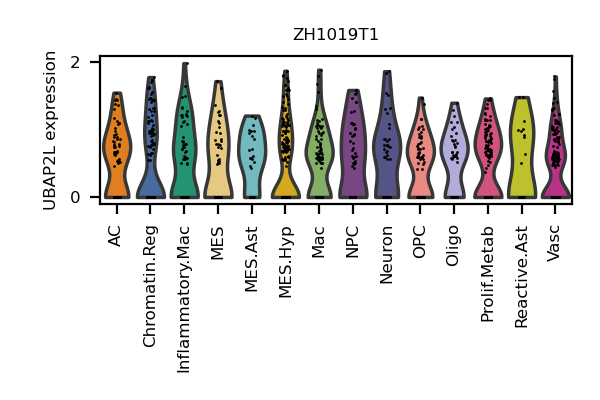 ZH1019T1
UBAP2L expression
2
0
AC
Chromatin.Reg
Inflammatory.Mac
MES
MES.Ast
MES.Hyp
Mac
NPC
Neuron
OPC
Oligo
Prolif.Metab
Reactive.Ast
Vasc